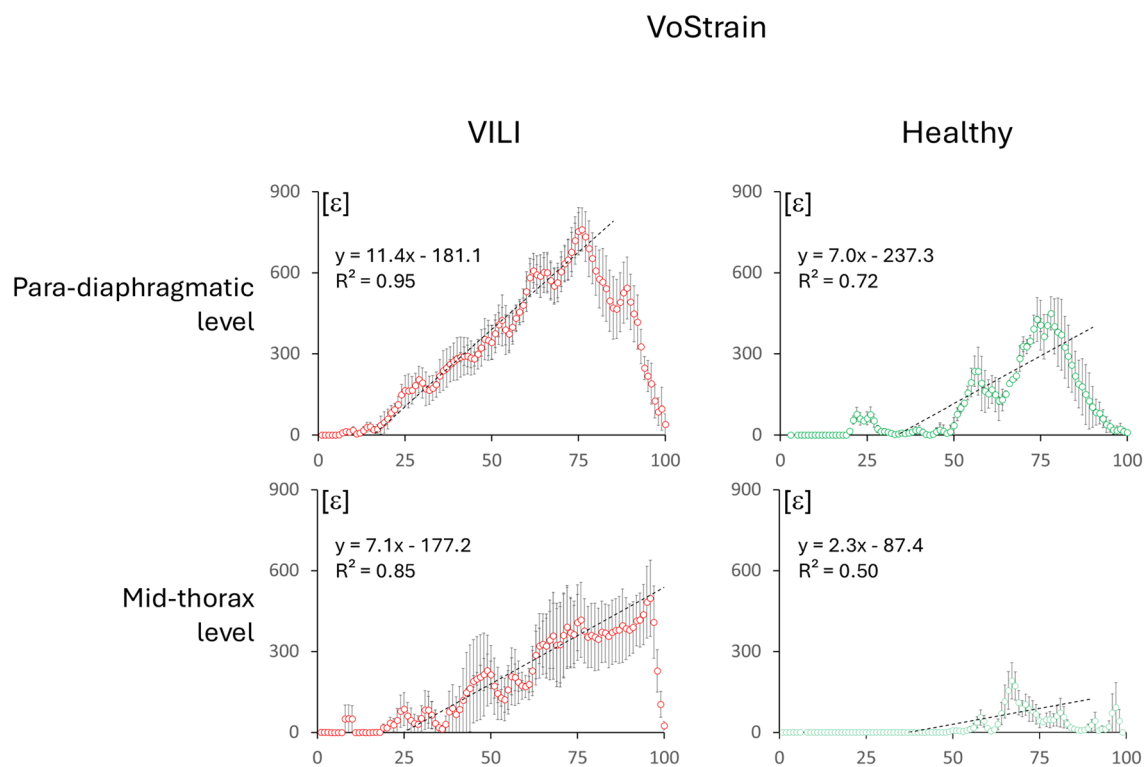 VoStrain
VILI
Healthy
Para-diaphragmatic
level
900
600
300
0
[ε]
y = 11.4x - 181.1
R² = 0.95
0 25 50 75 100
900
600
300
0
[ε]
y = 7.0x - 237.3
R² = 0.72
0 25 50 75 100
Mid-thorax
level
900
600
300
0
[ε]
y = 7.1x - 177.2
R² = 0.85
0 25 50 75 100
900
600
300
0
[ε]
y = 2.3x - 87.4
R² = 0.50
0 25 50 75 100